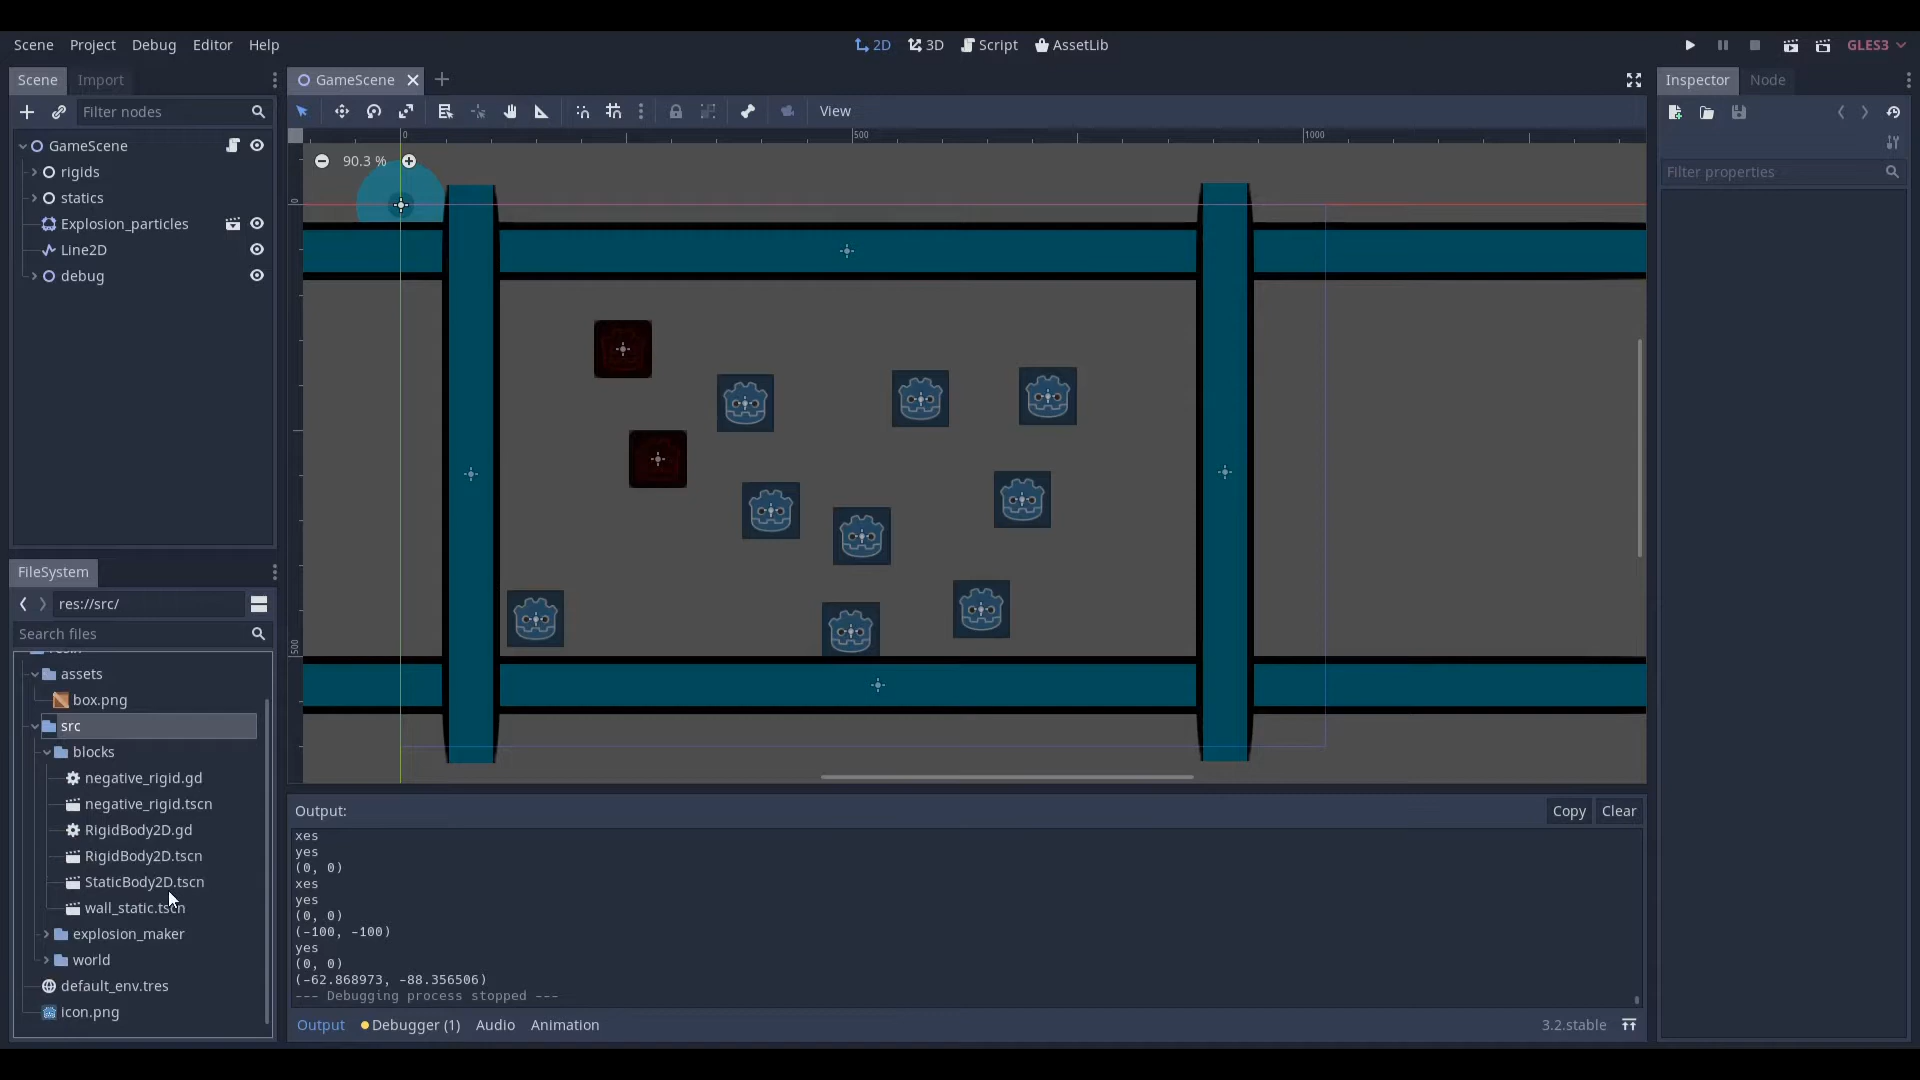 Scene Project Debug Editor Help
2D 3D Script AssetLib
GLES3
Scene Import
GameScene
Inspector Node
Filter nodes
View
Filter properties
0 500 1000
90.3 %
0
500
GameScene
rigids
statics
Explosion_particles
Line2D
debug
FileSystem
res://src/
Search files
assets
box.png
src
blocks
negative_rigid.gd
negative_rigid.tscn
RigidBody2D.gd
RigidBody2D.tscn
StaticBody2D.tscn
wall_static.tscn
explosion_maker
world
default_env.tres
icon.png
Output:
Copy Clear
xes
yes
(0, 0)
xes
yes
(0, 0)
(-100, -100)
yes
(0, 0)
(-62.868973, -88.356506)
--- Debugging process stopped ---
Output Debugger (1) Audio Animation
3.2.stable